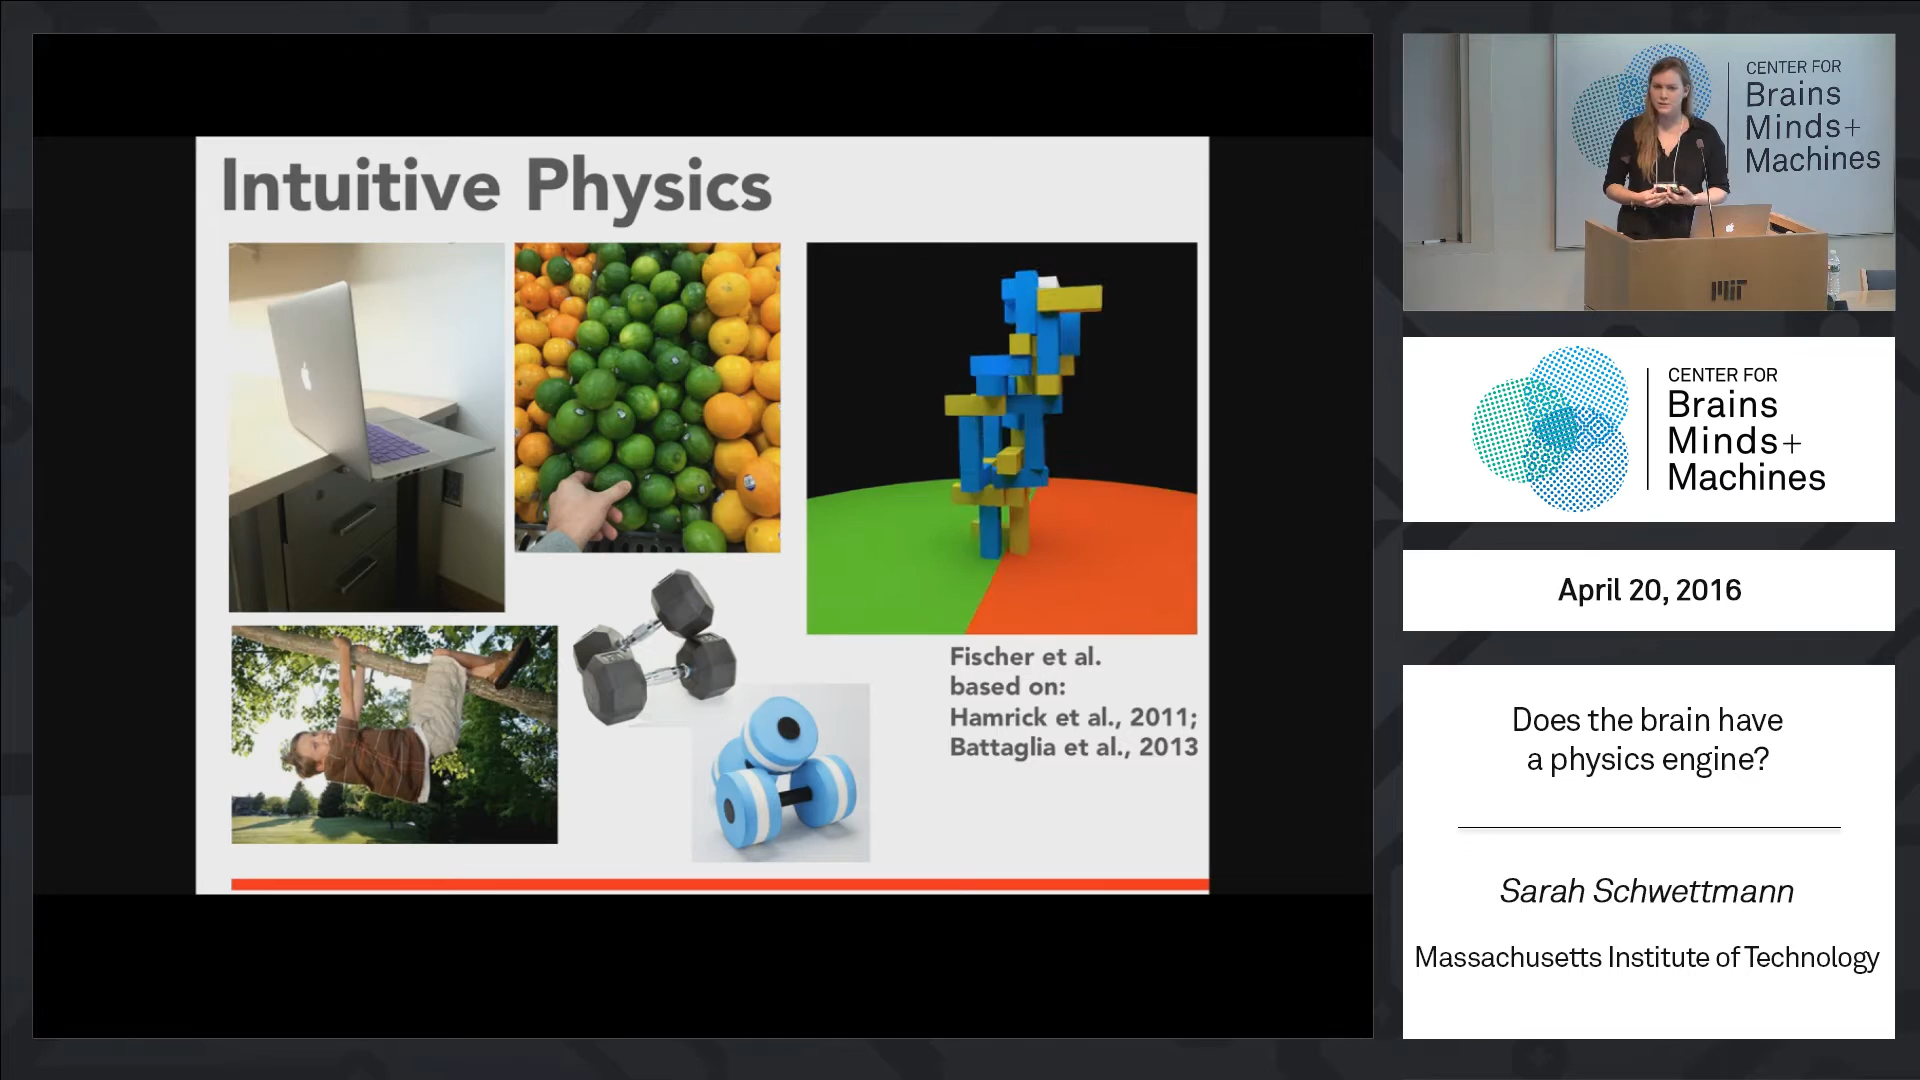 Intuitive Physics
Fischer et al.
based on:
Hamrick et al., 2011;
Battaglia et al., 2013
CENTER FOR
Brains
Minds+
Machines
MIT
CENTER FOR
Brains
Minds+
Machines
April 20, 2016
Does the brain have
a physics engine?
Sarah Schwettmann
Massachusetts Institute of Technology